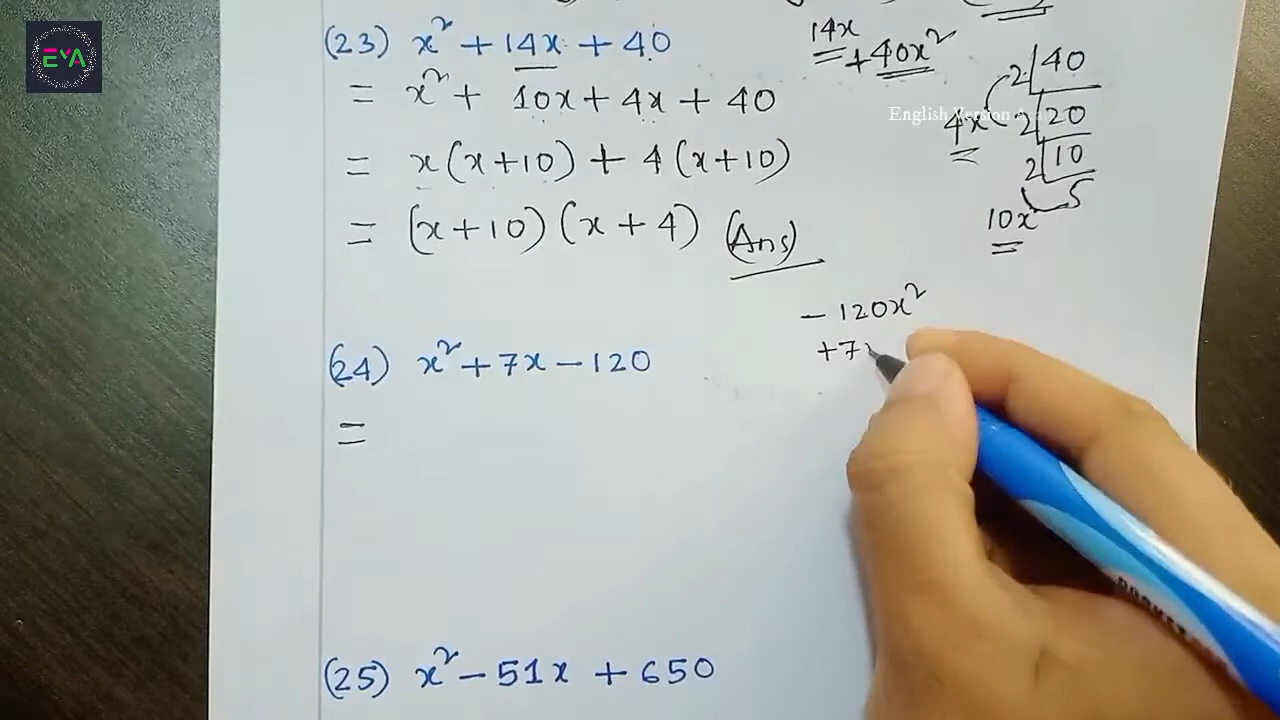 EYA
(23) x² + 14x + 40
= x² + 10x + 4x + 40
= x(x+10) + 4(x+10)
= (x+10)(x+4) (Ans)
14x
+40x²
English Version
2 40
2 20
2 10
5
4x
10x
(24) x² + 7x - 120
=
- 120x²
+7x
(25) x² - 51x + 650